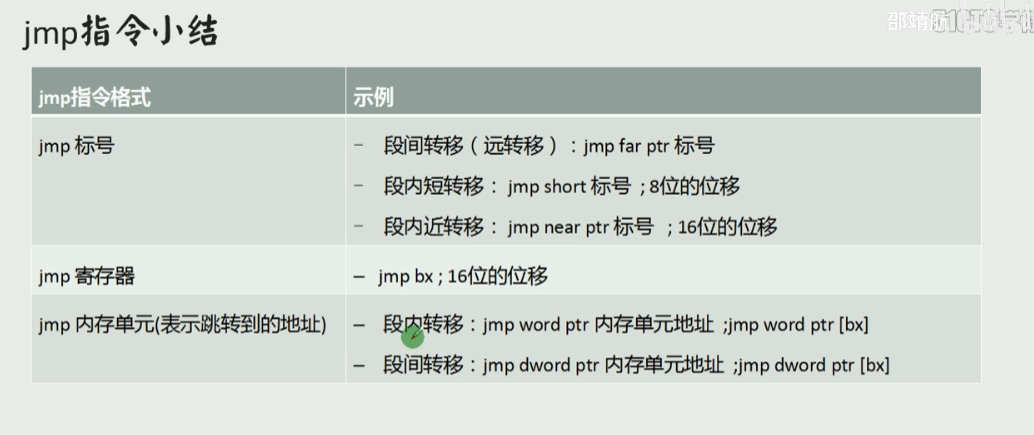 jmp指令小结
邵靖航
jmp指令格式 示例
jmp 标号 – 段间转移（远转移）: jmp far ptr 标号
– 段内短转移: jmp short 标号 ; 8位的位移
– 段内近转移: jmp near ptr 标号 ; 16位的位移
jmp 寄存器 – jmp bx ; 16位的位移
jmp 内存单元(表示跳转到的地址) – 段内转移: jmp word ptr 内存单元地址 ;jmp word ptr [bx]
– 段间转移: jmp dword ptr 内存单元地址 ;jmp dword ptr [bx]